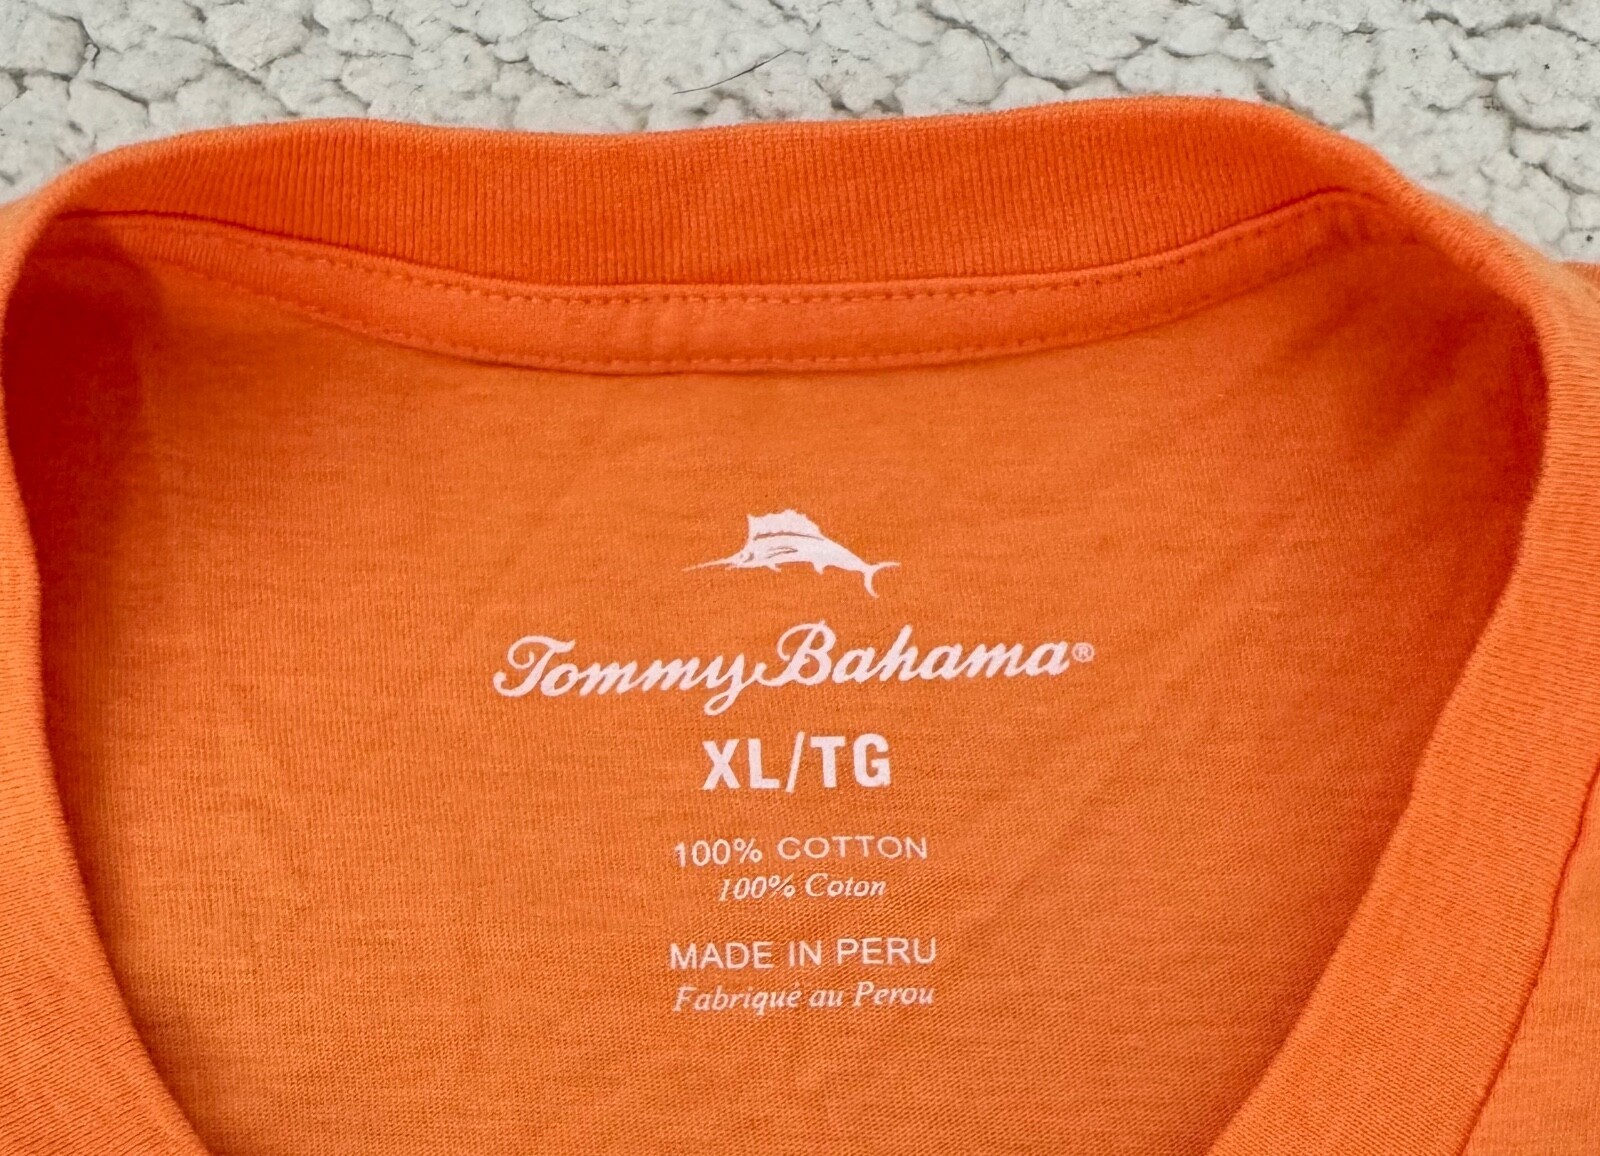 Tommy Bahama®
XL/TG
100% COTTON
100% Coton
MADE IN PERU
Fabriqué au Perou